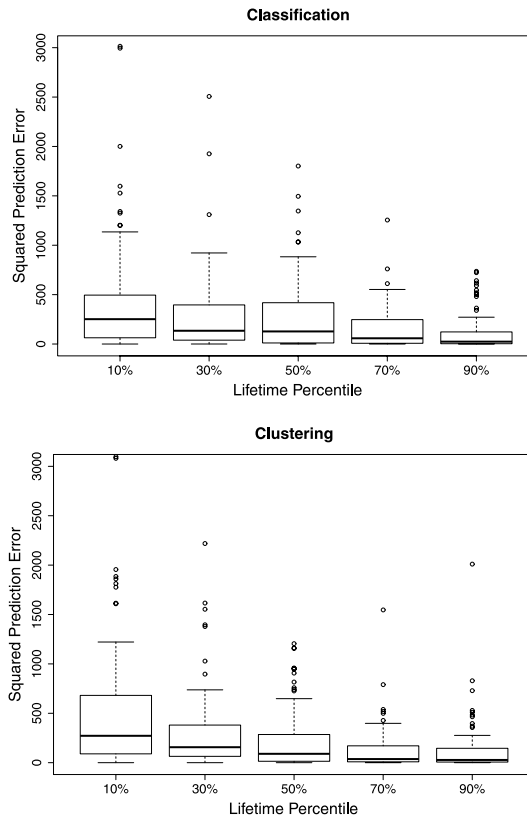 Classification
Squared Prediction Error
3000
2500
2000
1500
1000
500
0
10% 30% 50% 70% 90%
Lifetime Percentile
Clustering
Squared Prediction Error
3000
2500
2000
1500
1000
500
0
10% 30% 50% 70% 90%
Lifetime Percentile